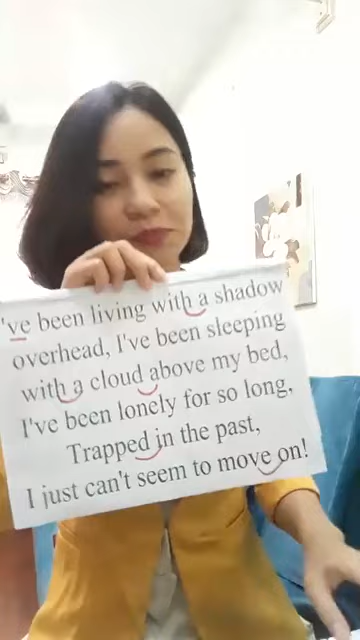 've been living with a shadow
overhead, I've been sleeping
with a cloud above my bed,
I've been lonely for so long,
Trapped in the past,
I just can't seem to move on!